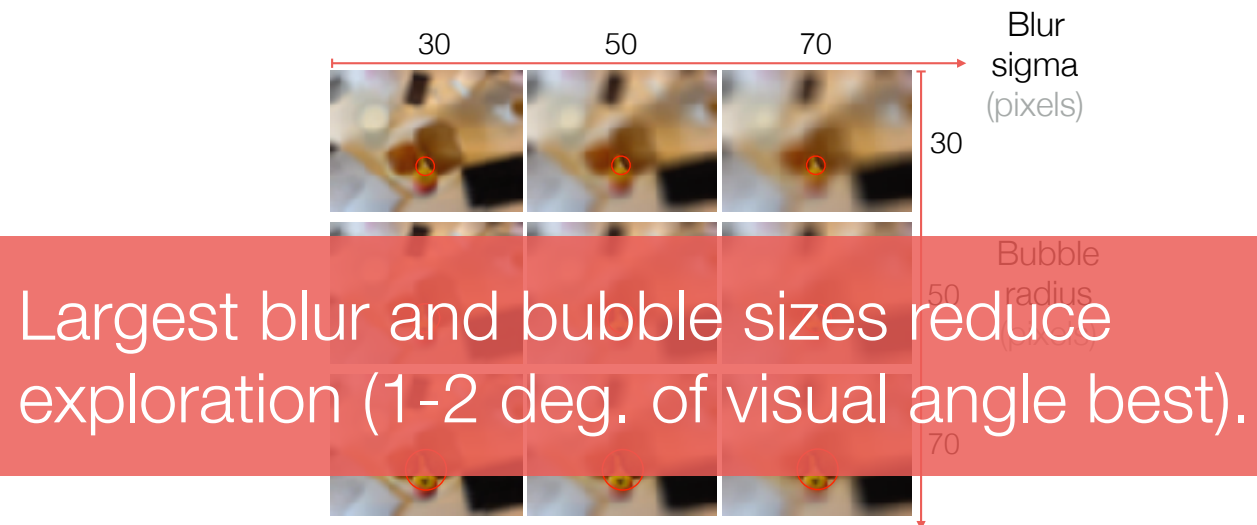 30 50 70
Blur
sigma
(pixels)
30
Bubble
radius
(pixels)
50
Largest blur and bubble sizes reduce
exploration (1-2 deg. of visual angle best).
70